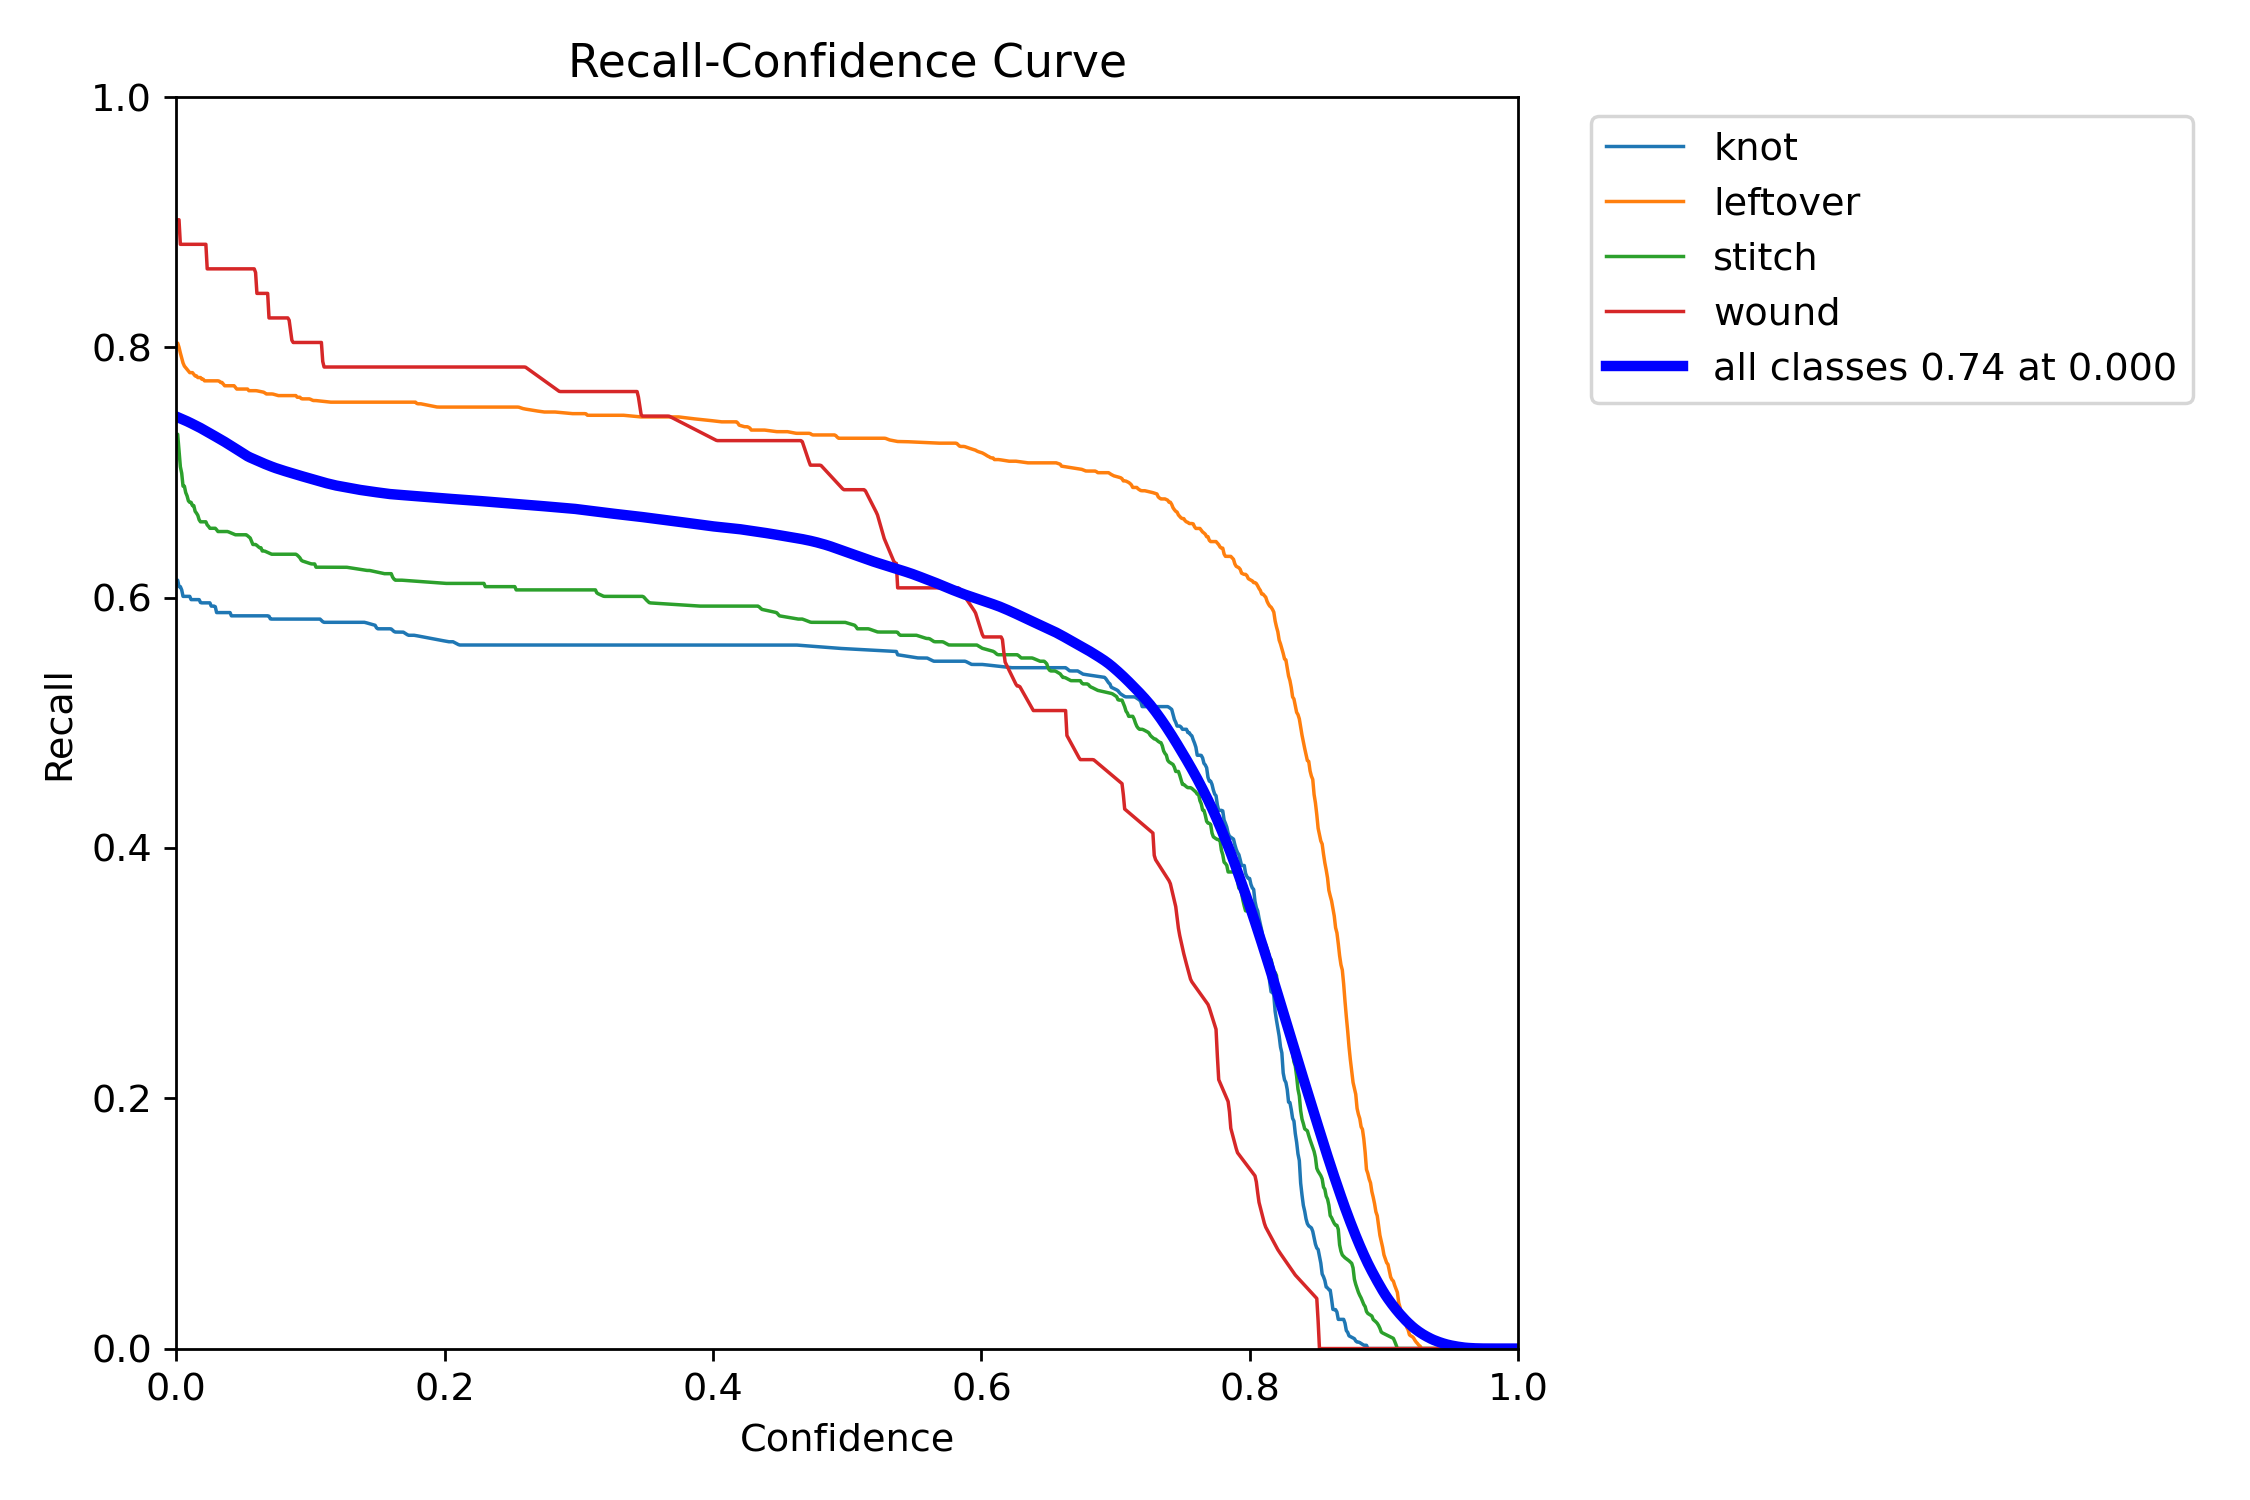 Recall-Confidence Curve
1.0
0.8
0.6
0.4
0.2
0.0
Recall
0.0 0.2 0.4 0.6 0.8 1.0
Confidence
knot
leftover
stitch
wound
all classes 0.74 at 0.000